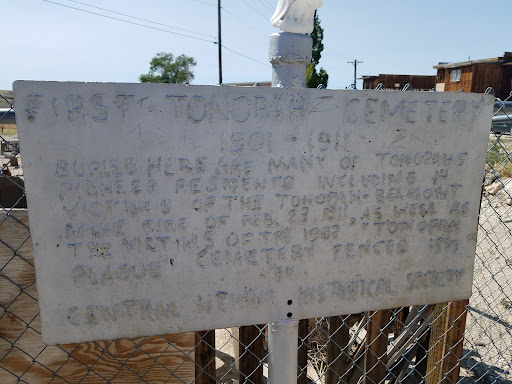 FIRST TONOPAH CEMETERY
1901 - 1911
BURIED HERE ARE MANY OF TONOPAH'S
PIONEER RESIDENTS INCLUDING 14
VICTIMS OF THE TONOPAH-BELMONT
MINE FIRE OF FEB. 23, 1911, AS WELL AS
THE VICTIMS OF THE 1902 "TONOPAH
PLAGUE" CEMETERY FENCED
BY
CENTRAL NEVADA HISTORICAL SOCIETY